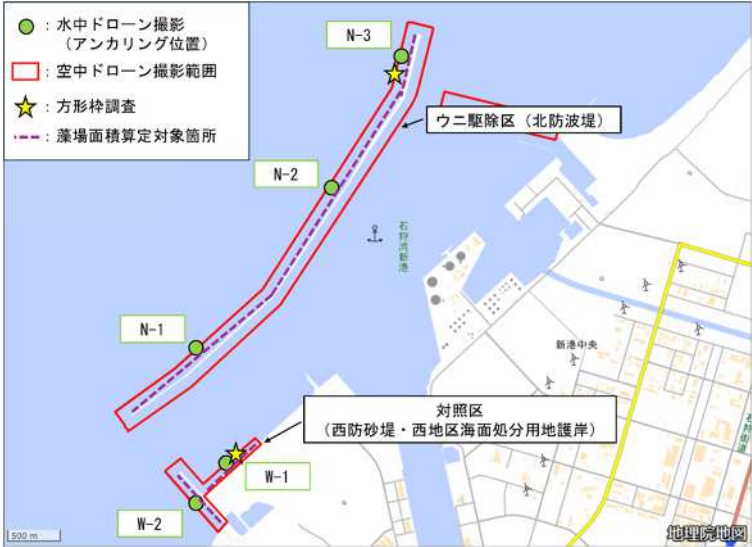 ：水中ドローン撮影
（アンカリング位置）
：空中ドローン撮影範囲
：方形枠調査
：藻場面積算定対象箇所
N-3
ウニ駆除区（北防波堤）
N-2
石狩湾新港
N-1
新港中央
石狩街道
対照区
（西防砂堤・西地区海面処分用地護岸）
W-1
W-2
500 m
地理院地図